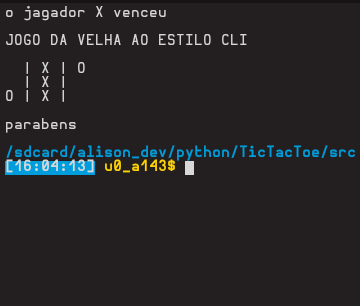 o jagador X venceu
JOGO DA VELHA AO ESTILO CLI
| X | O
| X |
O | X |
parabens
/sdcard/alison_dev/python/TicTacToe/src
[16:04:13] u0_a143$